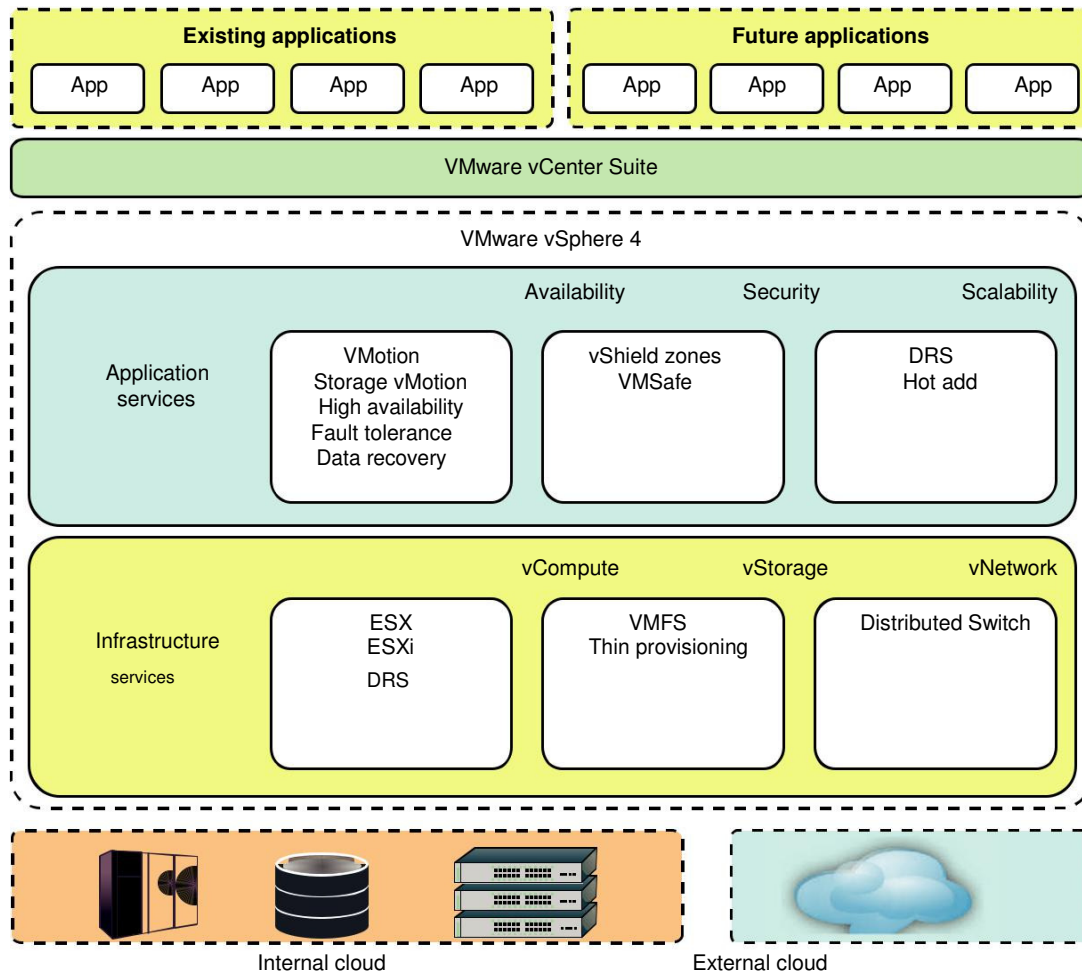 Existing applications
App App App App
Future applications
App App App App
VMware vCenter Suite
VMware vSphere 4
Application
services
Availability
VMotion
Storage vMotion
High availability
Fault tolerance
Data recovery
Security
vShield zones
VMSafe
Scalability
DRS
Hot add
Infrastructure
services
vCompute
ESX
ESXi
DRS
vStorage
VMFS
Thin provisioning
vNetwork
Distributed Switch
Internal cloud
External cloud